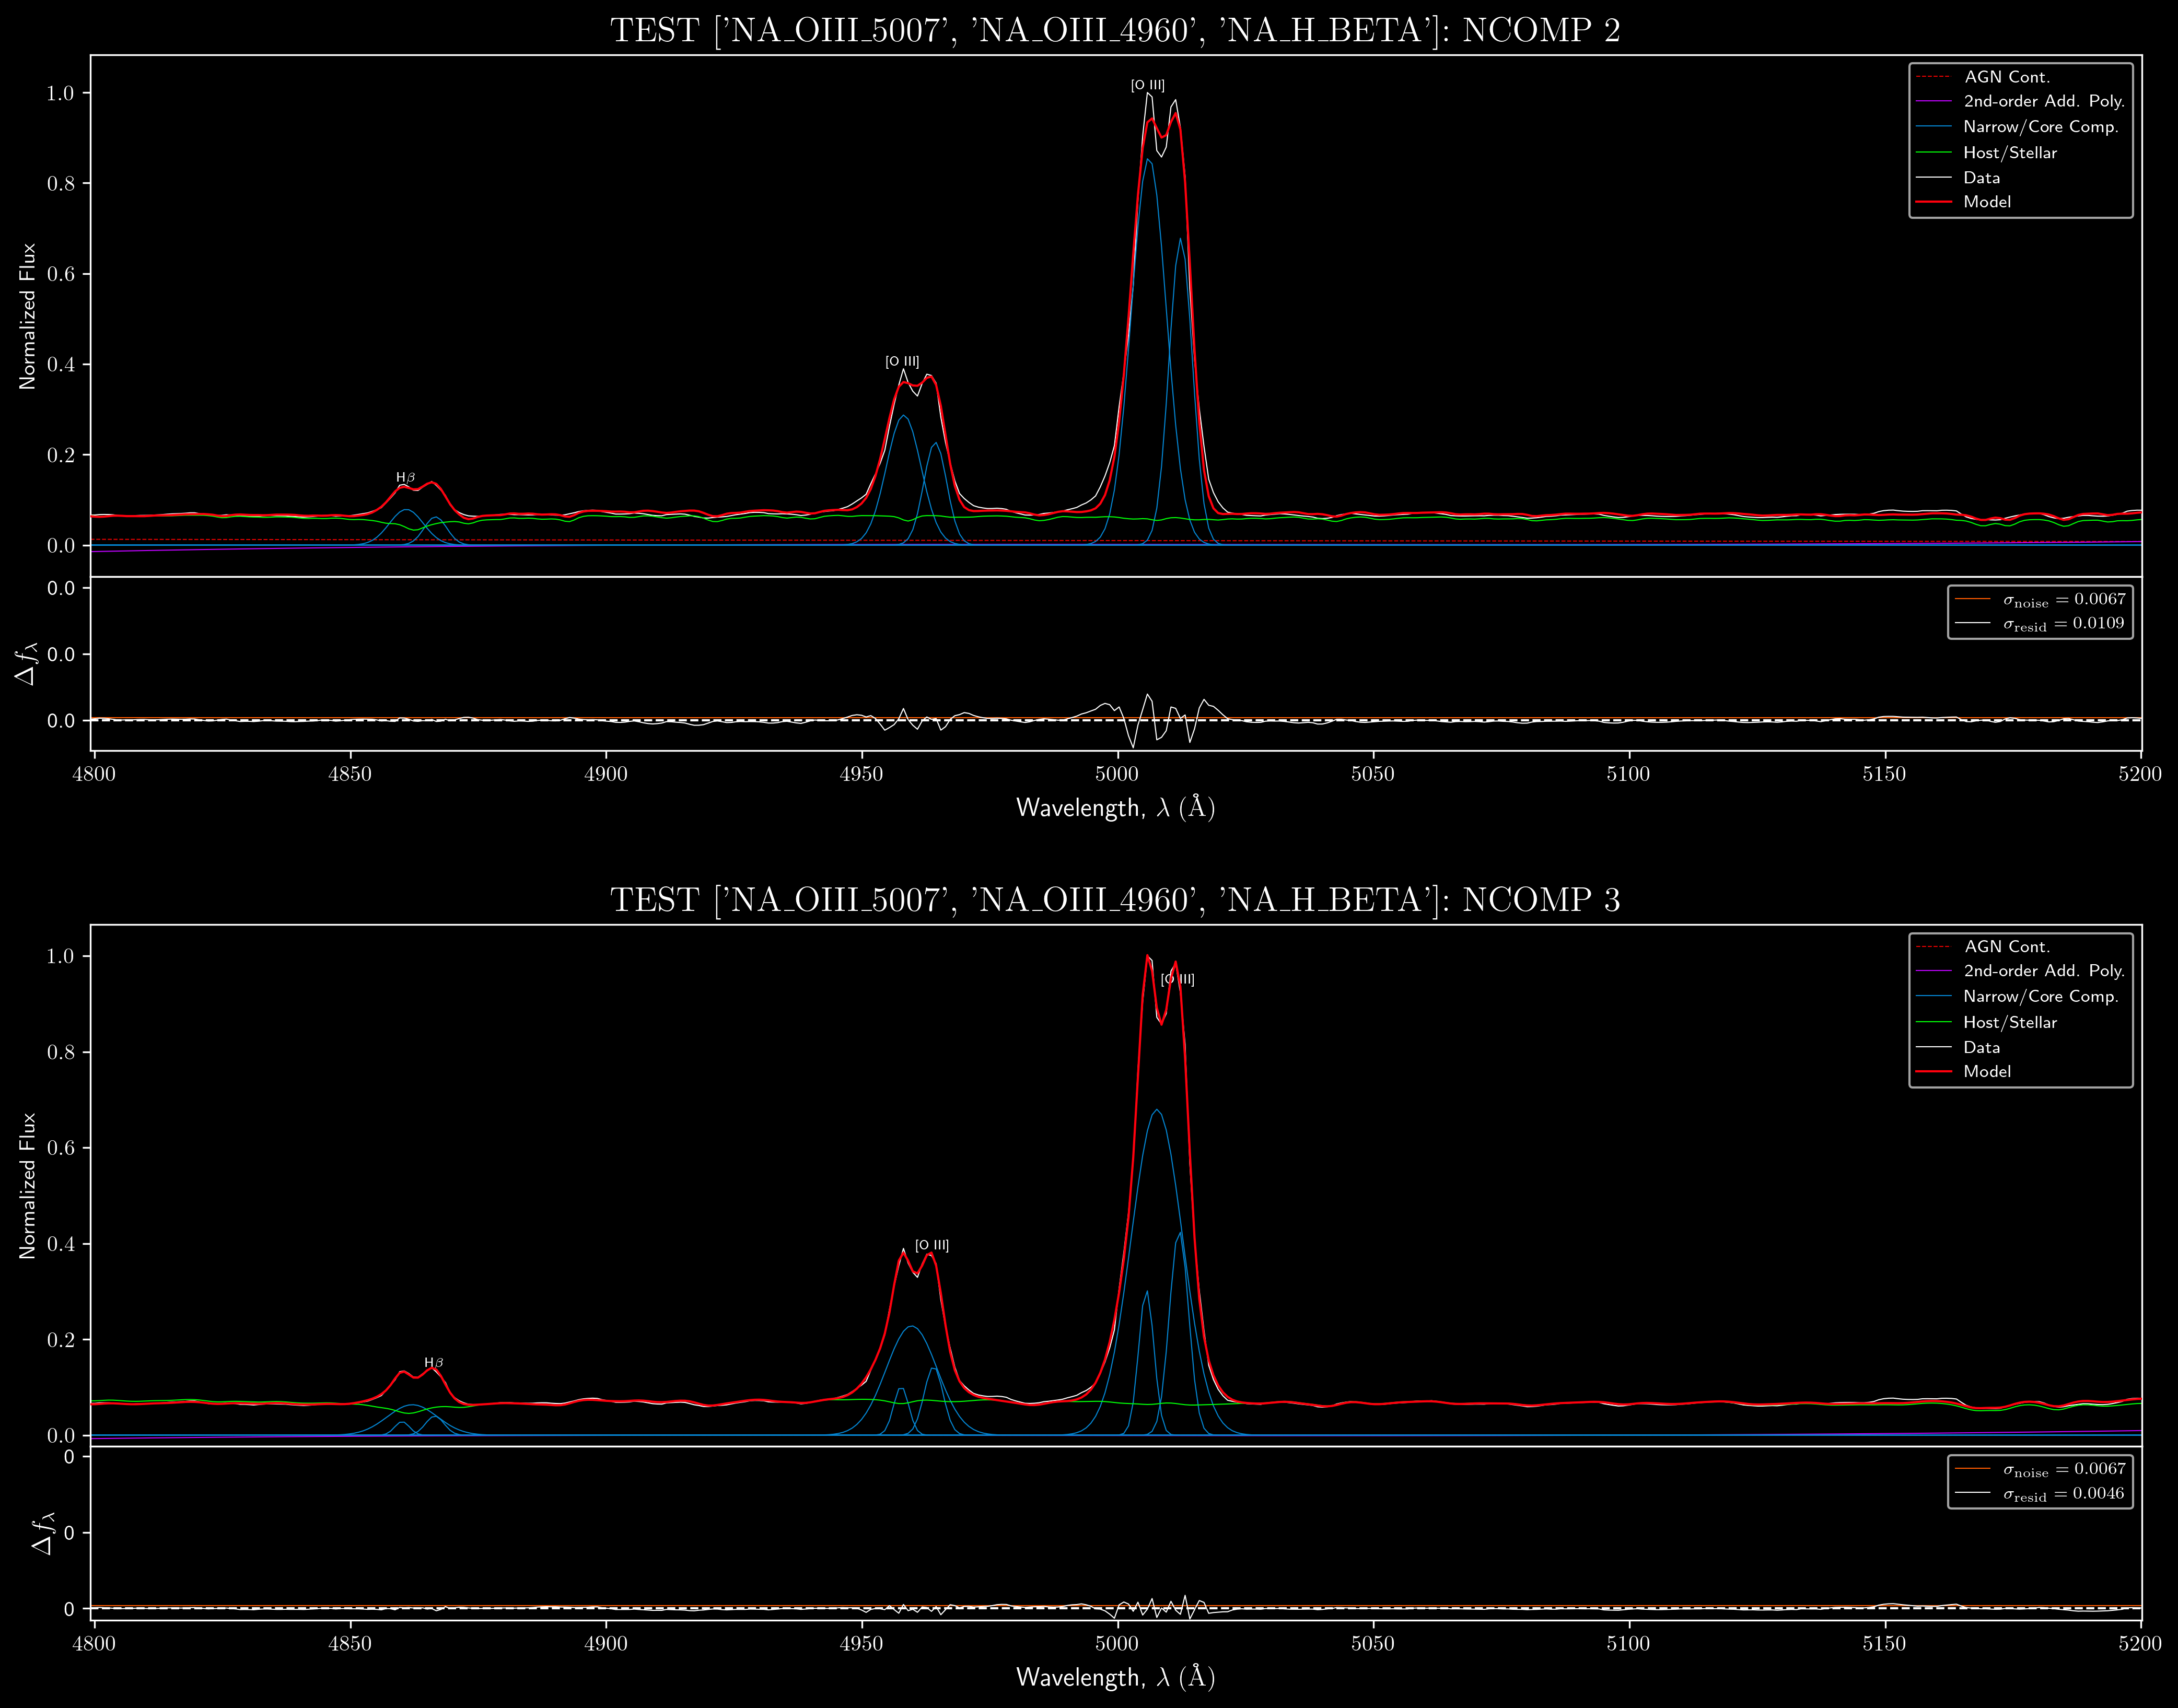 TEST ['NA_OIII_5007', 'NA_OIII_4960', 'NA_H_BETA']: NCOMP 2
Normalized Flux
1.0
0.8
0.6
0.4
0.2
0.0
[O III]
[O III]
Hβ
AGN Cont.
2nd-order Add. Poly.
Narrow/Core Comp.
Host/Stellar
Data
Model
Δf_λ
0.0
0.0
0.0
σ_noise = 0.0067
σ_resid = 0.0109
4800 4850 4900 4950 5000 5050 5100 5150 5200
Wavelength, λ (Å)
TEST ['NA_OIII_5007', 'NA_OIII_4960', 'NA_H_BETA']: NCOMP 3
Normalized Flux
1.0
0.8
0.6
0.4
0.2
0.0
[O III]
[O III]
Hβ
AGN Cont.
2nd-order Add. Poly.
Narrow/Core Comp.
Host/Stellar
Data
Model
Δf_λ
0
0
0
σ_noise = 0.0067
σ_resid = 0.0046
4800 4850 4900 4950 5000 5050 5100 5150 5200
Wavelength, λ (Å)